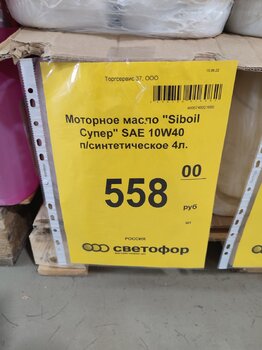 Торгсервис 37, ООО
Моторное масло "Siboil
Супер" SAE 10W40
п/синтетическое 4л.
558 00
руб
шт
РОССИЯ
светофор